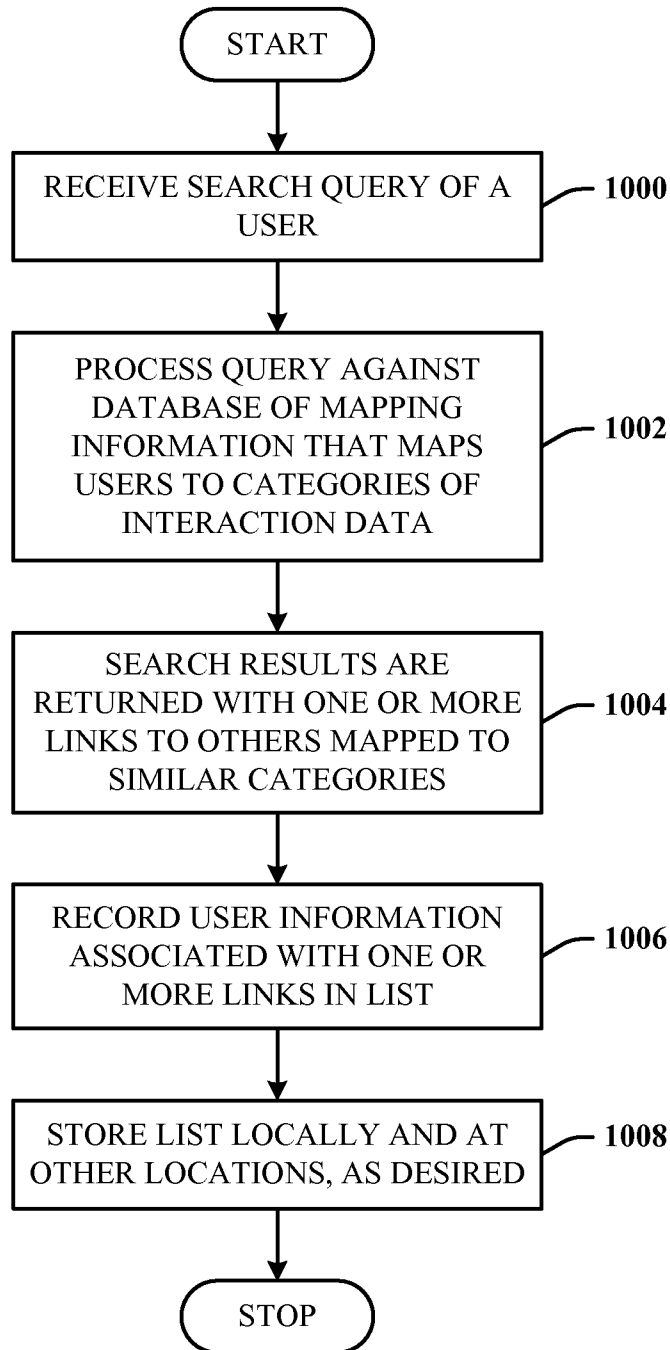 START
RECEIVE SEARCH QUERY OF A
USER
1000
PROCESS QUERY AGAINST
DATABASE OF MAPPING
INFORMATION THAT MAPS
USERS TO CATEGORIES OF
INTERACTION DATA
1002
SEARCH RESULTS ARE
RETURNED WITH ONE OR MORE
LINKS TO OTHERS MAPPED TO
SIMILAR CATEGORIES
1004
RECORD USER INFORMATION
ASSOCIATED WITH ONE OR
MORE LINKS IN LIST
1006
STORE LIST LOCALLY AND AT
OTHER LOCATIONS, AS DESIRED
1008
STOP